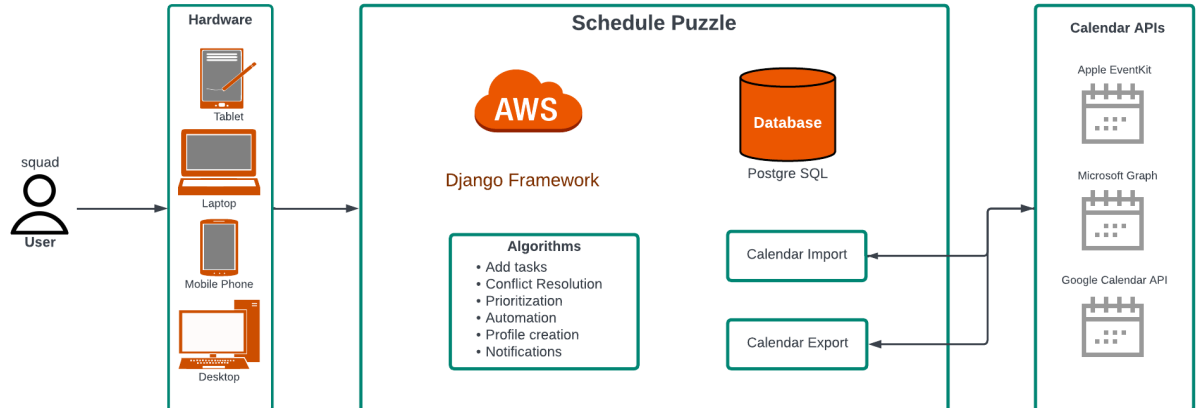 squad
User
Hardware
Tablet
Laptop
Mobile Phone
Desktop
Schedule Puzzle
AWS
Django Framework
Database
Postgre SQL
Algorithms
• Add tasks
• Conflict Resolution
• Prioritization
• Automation
• Profile creation
• Notifications
Calendar Import
Calendar Export
Calendar APIs
Apple EventKit
Microsoft Graph
Google Calendar API